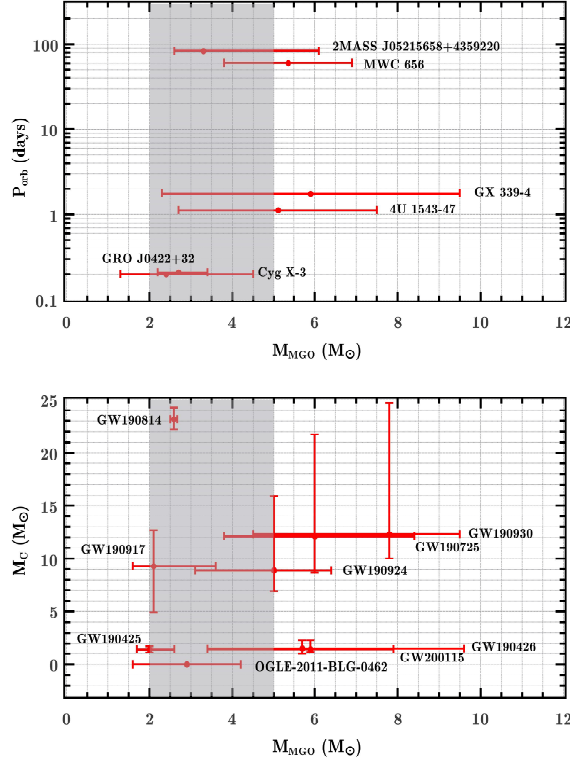 100
10
1
0.1
P_orb (days)
2MASS J05215658+4359220
MWC 656
GX 339-4
4U 1543-47
GRO J0422+32
Cyg X-3
0 2 4 6 8 10 12
M_MGO (M⊙)
25
20
15
10
5
0
M_C (M⊙)
GW190814
GW190930
GW190725
GW190917
GW190924
GW190425
GW190426
GW200115
OGLE-2011-BLG-0462
0 2 4 6 8 10 12
M_MGO (M⊙)